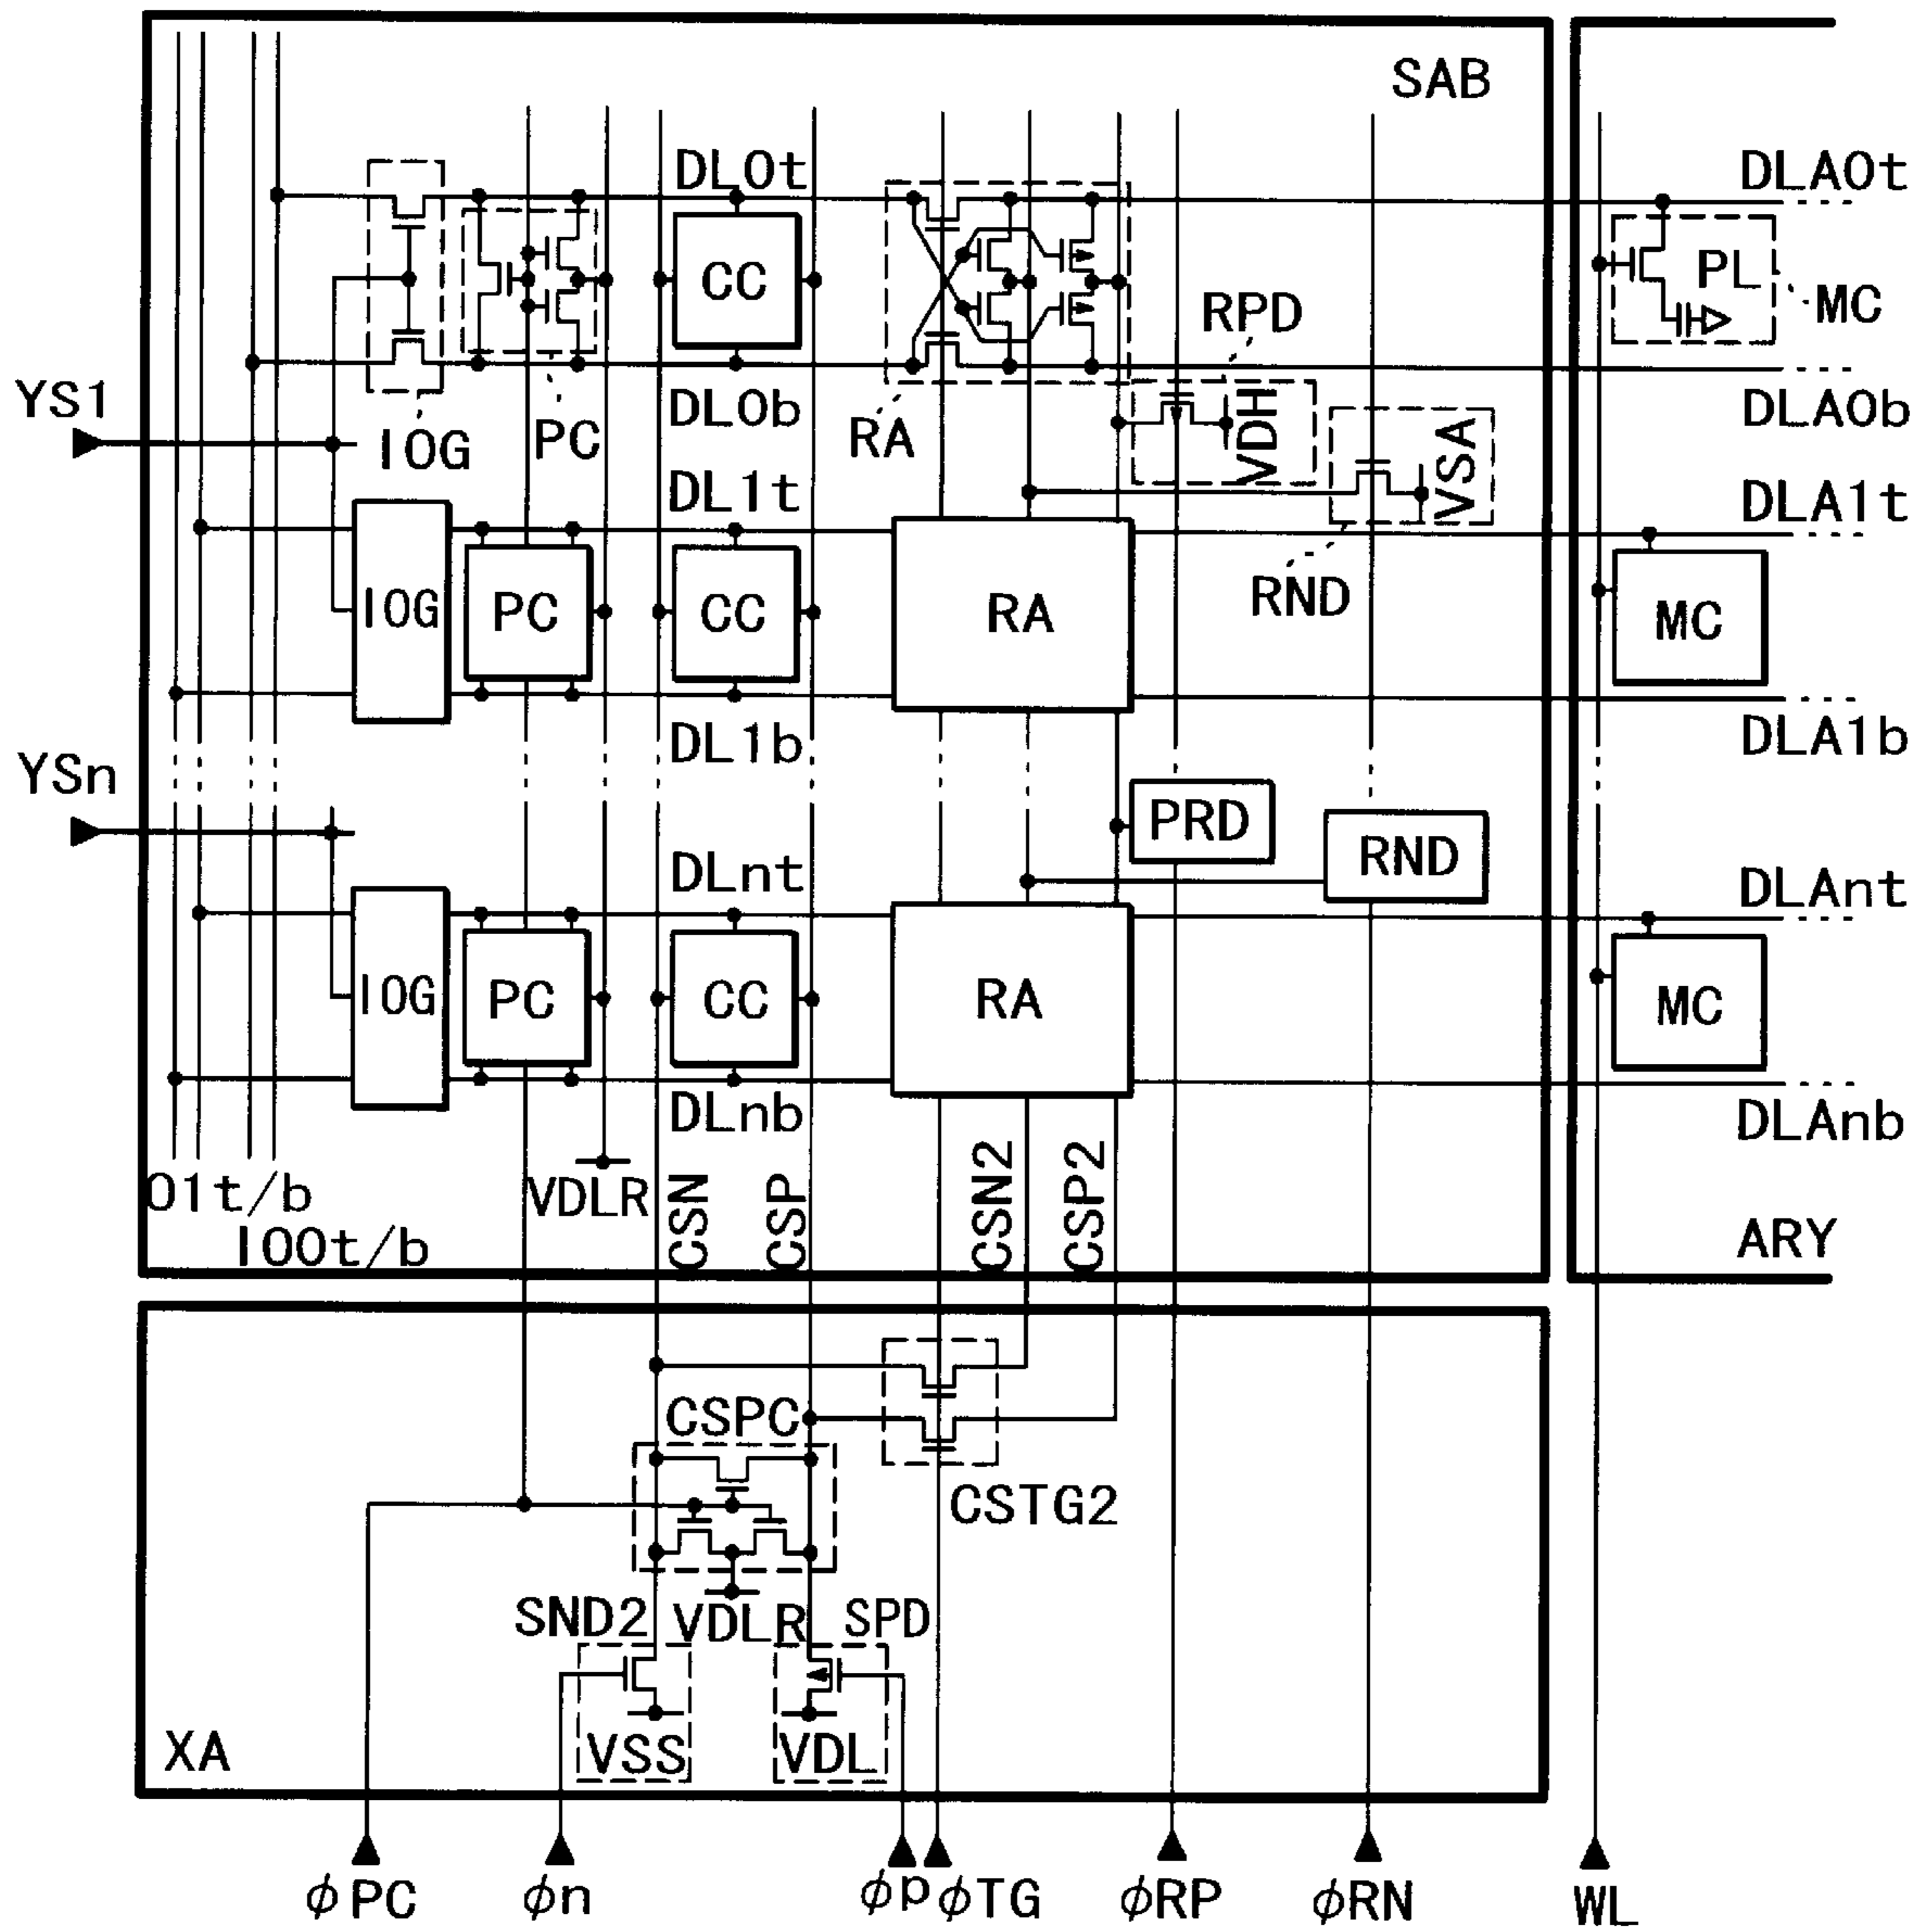 SAB
DL0t
DLA0t
CC
PL
MC
RPD
YS1
IOG
PC
DL0b
RA
VDH
VSA
DLA0b
DL1t
DLA1t
IOG
PC
CC
RA
RND
MC
DL1b
DLA1b
YSn
PRD
RND
DLnt
DLAnt
IOG
PC
CC
RA
MC
DLnb
DLAnb
O1t/b
VDLR
CSN
CSP
CSN2
CSP2
IO0t/b
ARY
CSPC
CSTG2
SND2
VDLR
SPD
XA
VSS
VDL
φPC
φn
φp
φTG
φRP
φRN
WL